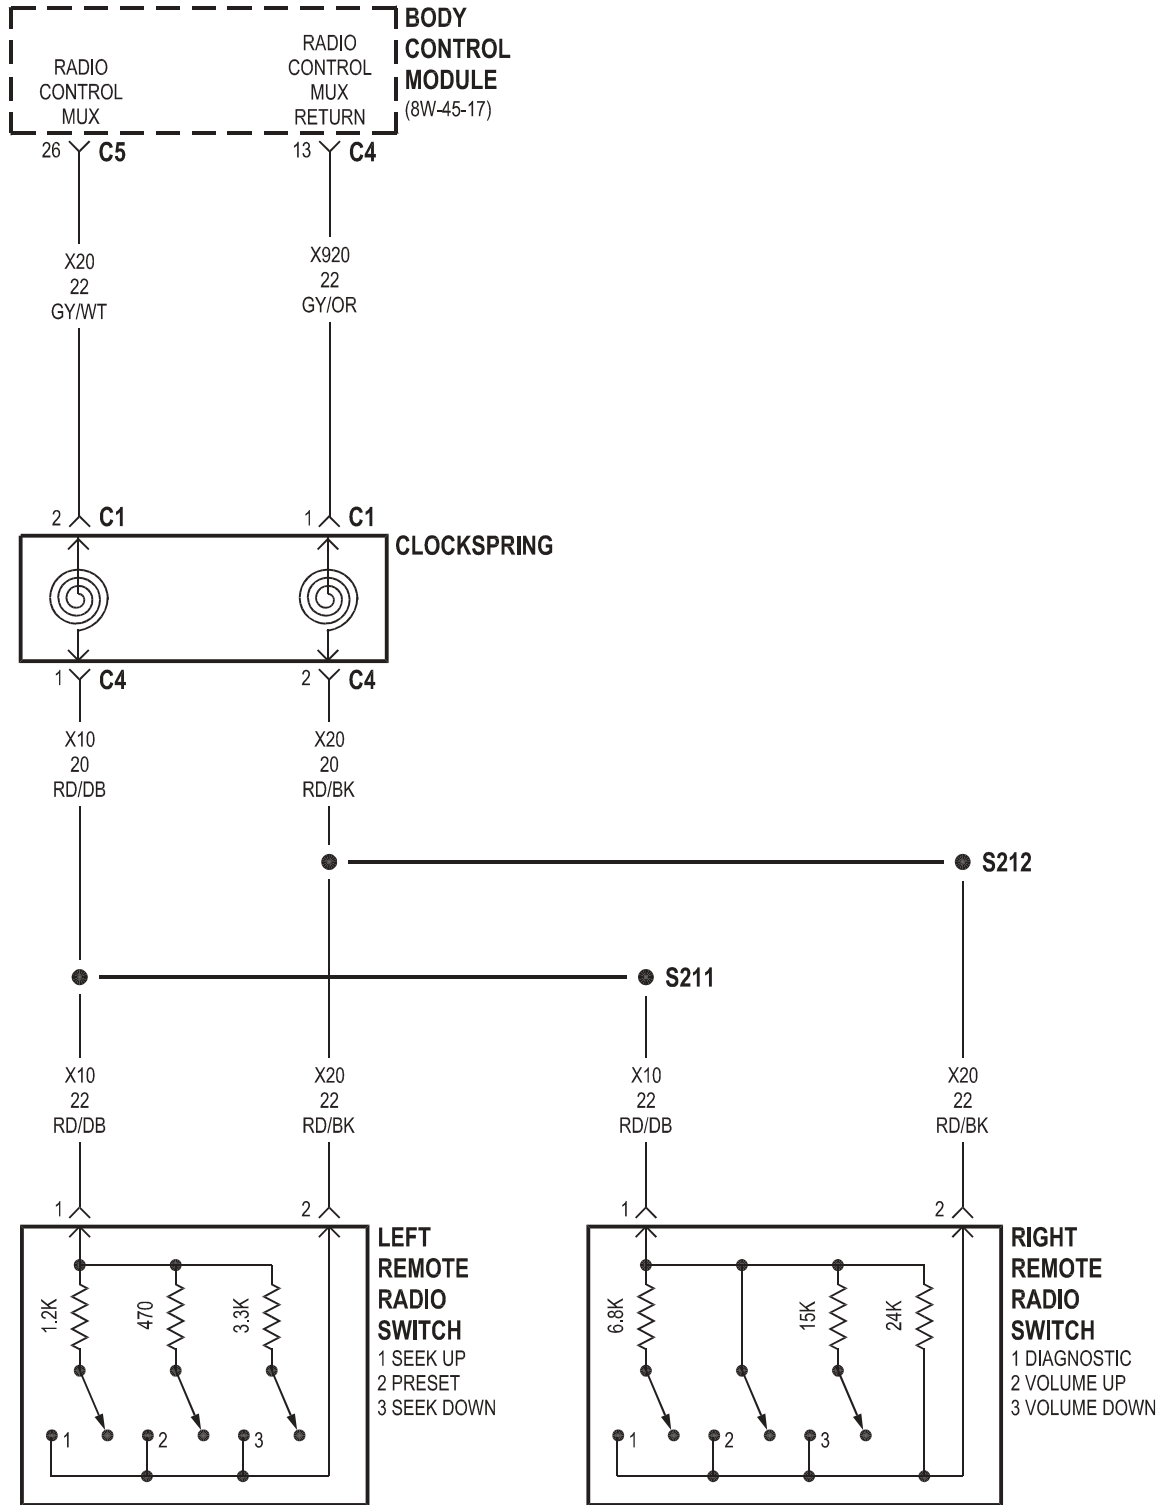 BODY
CONTROL
MODULE
(8W-45-17)
RADIO
CONTROL
MUX
RADIO
CONTROL
MUX
RETURN
26 C5
13 C4
X20
22
GY/WT
X920
22
GY/OR
2 C1
1 C1
CLOCKSPRING
1 C4
2 C4
X10
20
RD/DB
X20
20
RD/BK
S212
S211
X10
22
RD/DB
X20
22
RD/BK
X10
22
RD/DB
X20
22
RD/BK
1
2
1
2
LEFT
REMOTE
RADIO
SWITCH
1 SEEK UP
2 PRESET
3 SEEK DOWN
1.2K
470
3.3K
1
2
3
RIGHT
REMOTE
RADIO
SWITCH
1 DIAGNOSTIC
2 VOLUME UP
3 VOLUME DOWN
6.8K
15K
24K
1
2
3